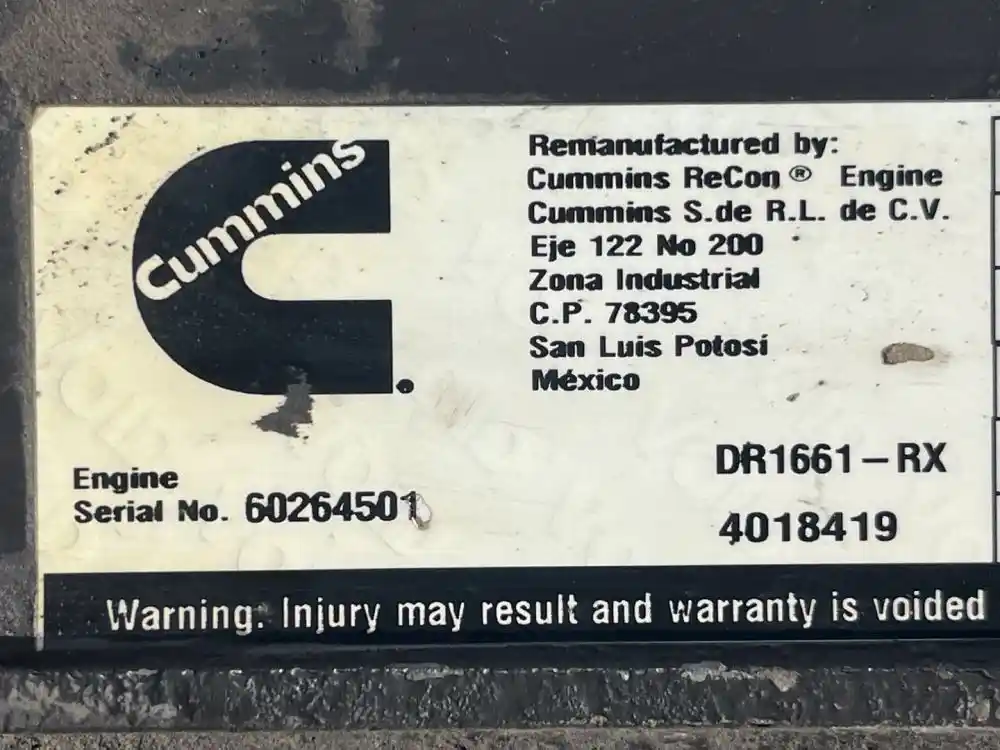 Cummins
Remanufactured by:
Cummins ReCon® Engine
Cummins S.de R.L. de C.V.
Eje 122 No 200
Zona Industrial
C.P. 78395
San Luis Potosí
México
DR1661-RX
Engine
Serial No. 60264501
4018419
Warning: Injury may result and warranty is voided